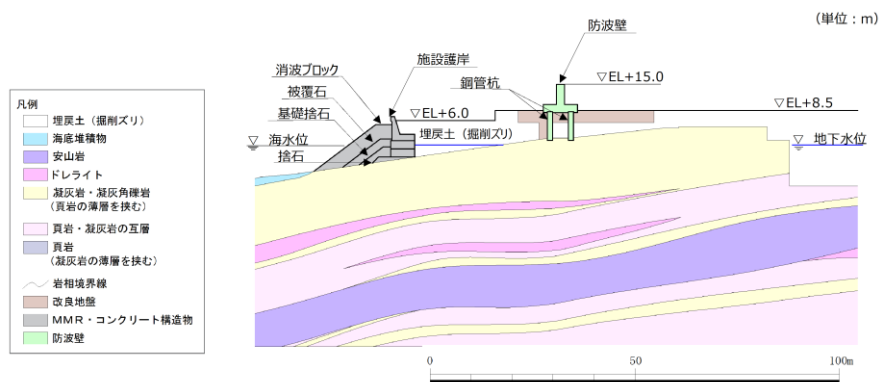 (単位：m)
防波壁
施設護岸
消波ブロック
鋼管杭
▽EL+15.0
被覆石
基礎捨石
▽EL+6.0
▽EL+8.5
海水位
埋戻土（掘削ズリ）
地下水位
捨石
凡例
埋戻土（掘削ズリ）
海底堆積物
安山岩
ドレライト
凝灰岩・凝灰角礫岩
(真岩の薄層を挟む)
真岩・凝灰岩の互層
真岩
(凝灰岩の薄層を挟む)
岩相境界線
改良地盤
MMR・コンクリート構造物
防波壁
0
50
100m